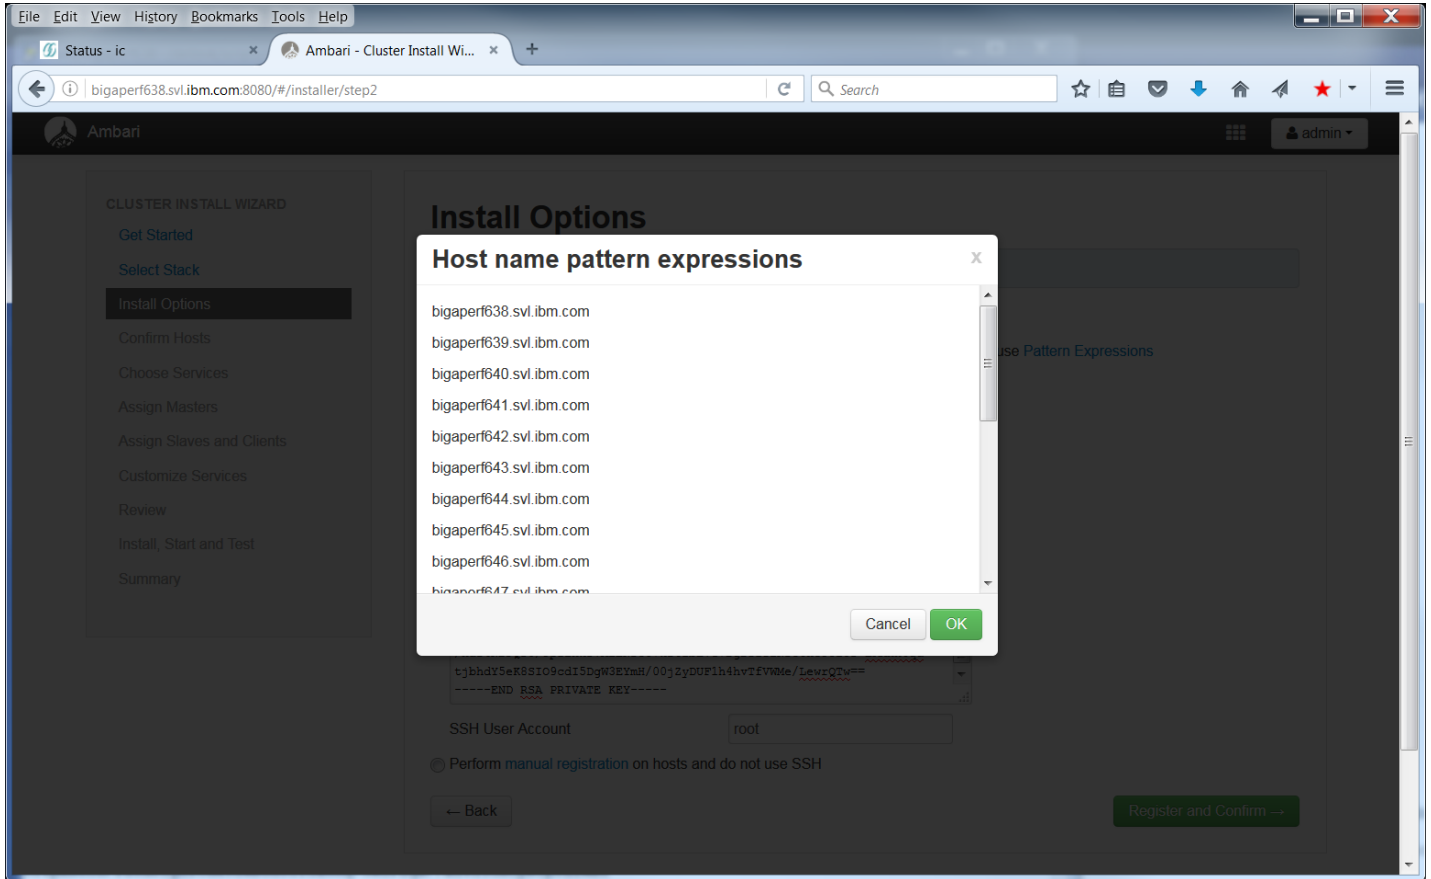 File Edit View History Bookmarks Tools Help
Status - ic × Ambari - Cluster Install Wi... × +
bigaperf638.svl.ibm.com:8080/#/installer/step2 Search
Ambari admin
CLUSTER INSTALL WIZARD
Get Started
Select Stack
Install Options
Confirm Hosts
Choose Services
Assign Masters
Assign Slaves and Clients
Customize Services
Review
Install, Start and Test
Summary
Install Options
use Pattern Expressions
Host name pattern expressions x
bigaperf638.svl.ibm.com
bigaperf639.svl.ibm.com
bigaperf640.svl.ibm.com
bigaperf641.svl.ibm.com
bigaperf642.svl.ibm.com
bigaperf643.svl.ibm.com
bigaperf644.svl.ibm.com
bigaperf645.svl.ibm.com
bigaperf646.svl.ibm.com
bigaperf647.svl.ibm.com
Cancel OK
-----END RSA PRIVATE KEY-----
SSH User Account root
Perform manual registration on hosts and do not use SSH
← Back Register and Confirm →